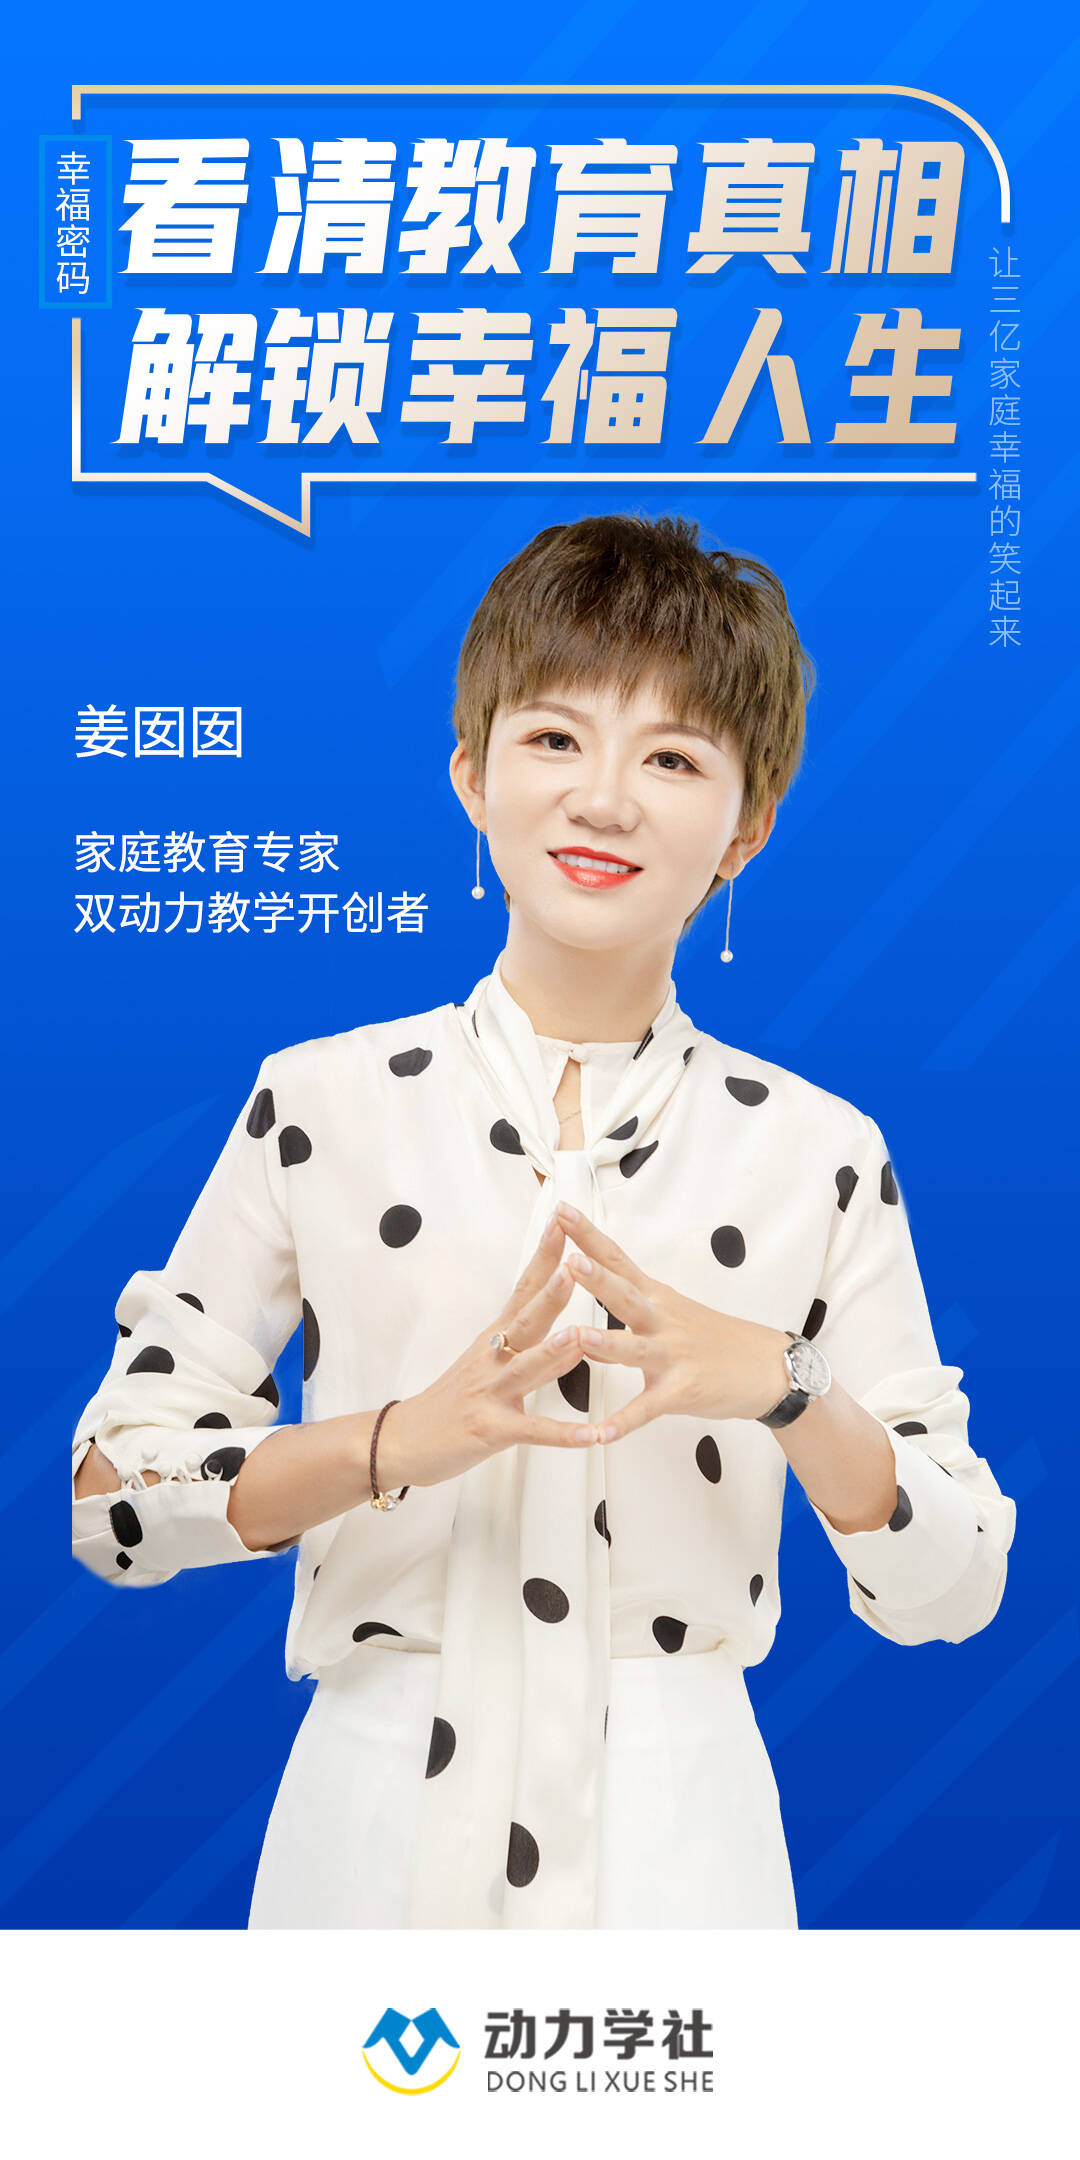 幸福密码
看清教育真相
解锁幸福人生
让三亿家庭幸福的笑起来
姜囡囡
家庭教育专家
双动力教学开创者
动力学社
DONG LI XUE SHE